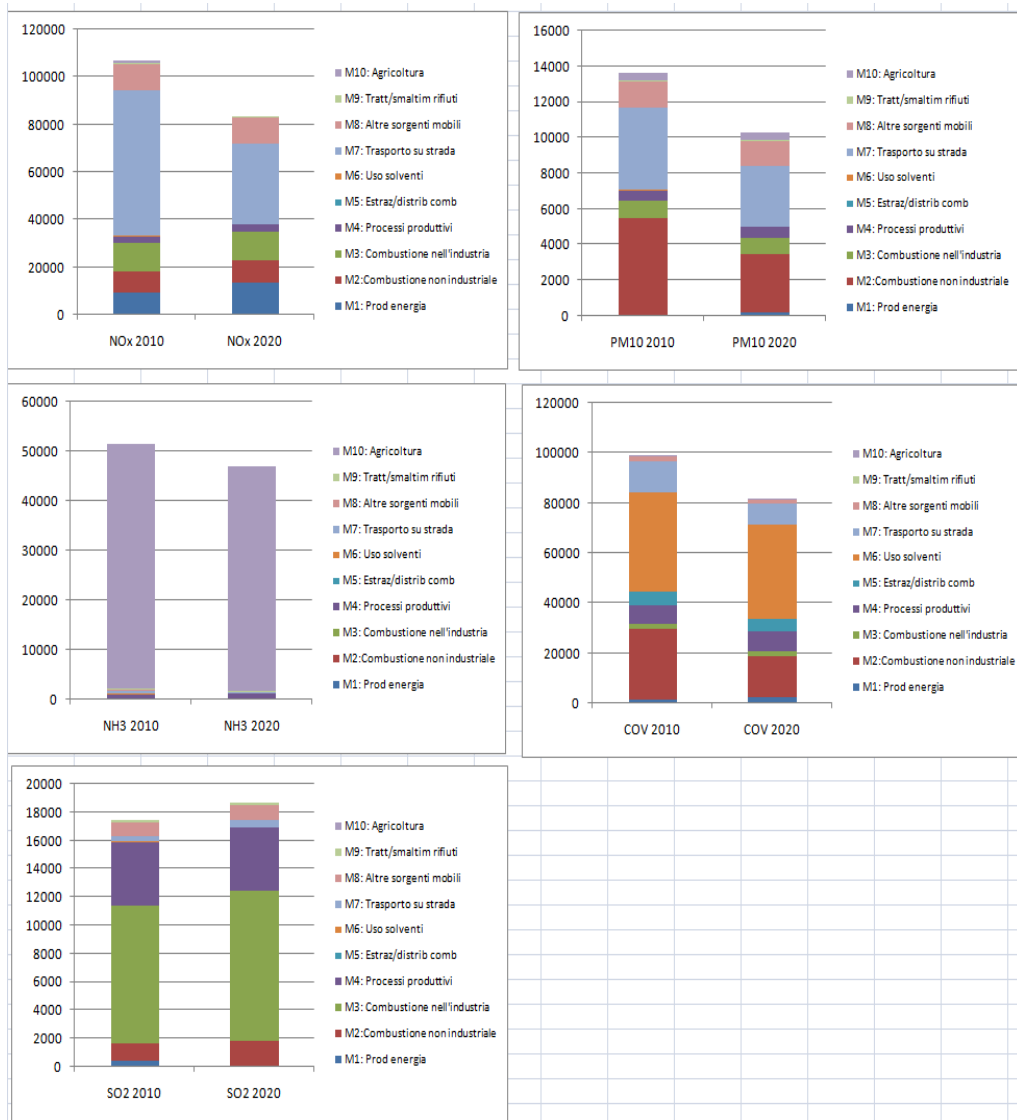 120000
100000
80000
60000
40000
20000
0
NOx 2010
NOx 2020
M10: Agricoltura
M9: Tratt/smaltim rifiuti
M8: Altre sorgenti mobili
M7: Trasporto su strada
M6: Uso solventi
M5: Estraz/distrib comb
M4: Processi produttivi
M3: Combustione nell'industria
M2:Combustione non industriale
M1: Prod energia
16000
14000
12000
10000
8000
6000
4000
2000
0
PM10 2010
PM10 2020
M10: Agricoltura
M9: Tratt/smaltim rifiuti
M8: Altre sorgenti mobili
M7: Trasporto su strada
M6: Uso solventi
M5: Estraz/distrib comb
M4: Processi produttivi
M3: Combustione nell'industria
M2:Combustione non industriale
M1: Prod energia
60000
50000
40000
30000
20000
10000
0
NH3 2010
NH3 2020
M10: Agricoltura
M9: Tratt/smaltim rifiuti
M8: Altre sorgenti mobili
M7: Trasporto su strada
M6: Uso solventi
M5: Estraz/distrib comb
M4: Processi produttivi
M3: Combustione nell'industria
M2:Combustione non industriale
M1: Prod energia
120000
100000
80000
60000
40000
20000
0
COV 2010
COV 2020
M10: Agricoltura
M9: Tratt/smaltim rifiuti
M8: Altre sorgenti mobili
M7: Trasporto su strada
M6: Uso solventi
M5: Estraz/distrib comb
M4: Processi produttivi
M3: Combustione nell'industria
M2:Combustione non industriale
M1: Prod energia
20000
18000
16000
14000
12000
10000
8000
6000
4000
2000
0
SO2 2010
SO2 2020
M10: Agricoltura
M9: Tratt/smaltim rifiuti
M8: Altre sorgenti mobili
M7: Trasporto su strada
M6: Uso solventi
M5: Estraz/distrib comb
M4: Processi produttivi
M3: Combustione nell'industria
M2:Combustione non industriale
M1: Prod energia